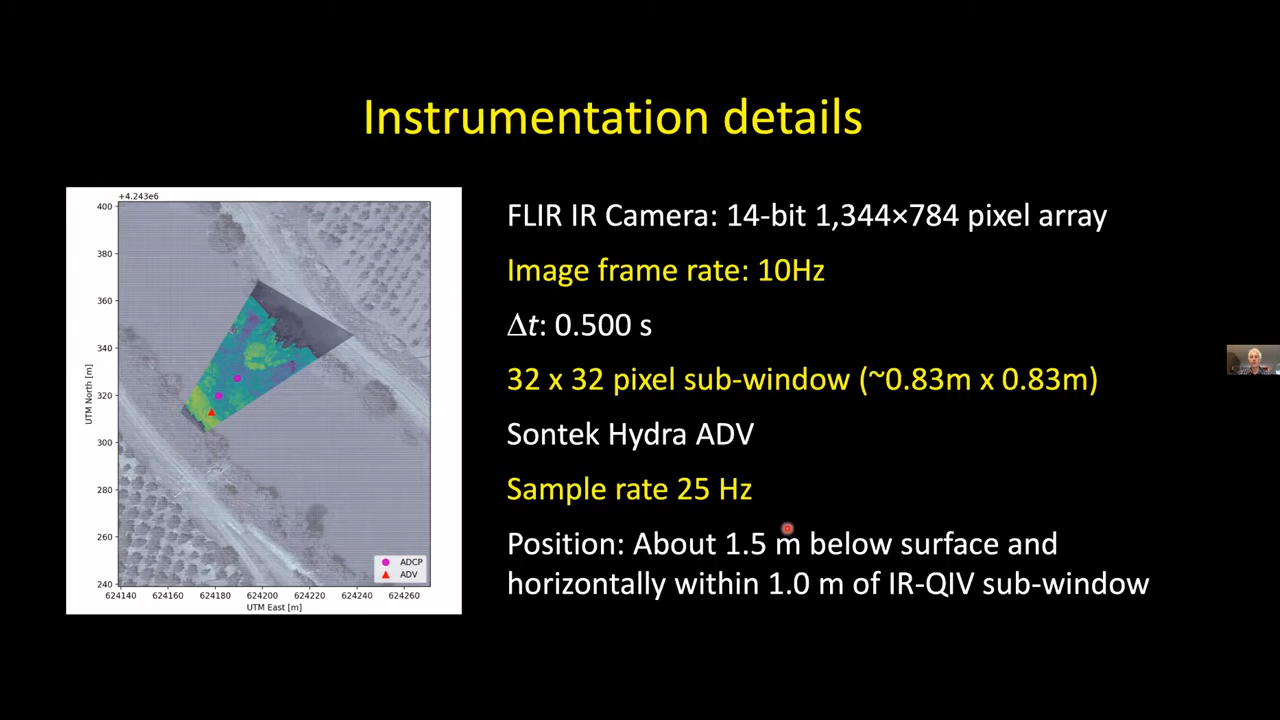 Instrumentation details
+4.243e6
400
380
360
340
320
300
280
260
240
UTM North [m]
624140 624160 624180 624200 624220 624240 624260
UTM East [m]
ADCP
ADV
FLIR IR Camera: 14-bit 1,344×784 pixel array
Image frame rate: 10Hz
Δt: 0.500 s
32 x 32 pixel sub-window (~0.83m x 0.83m)
Sontek Hydra ADV
Sample rate 25 Hz
Position: About 1.5 m below surface and
horizontally within 1.0 m of IR-QIV sub-window